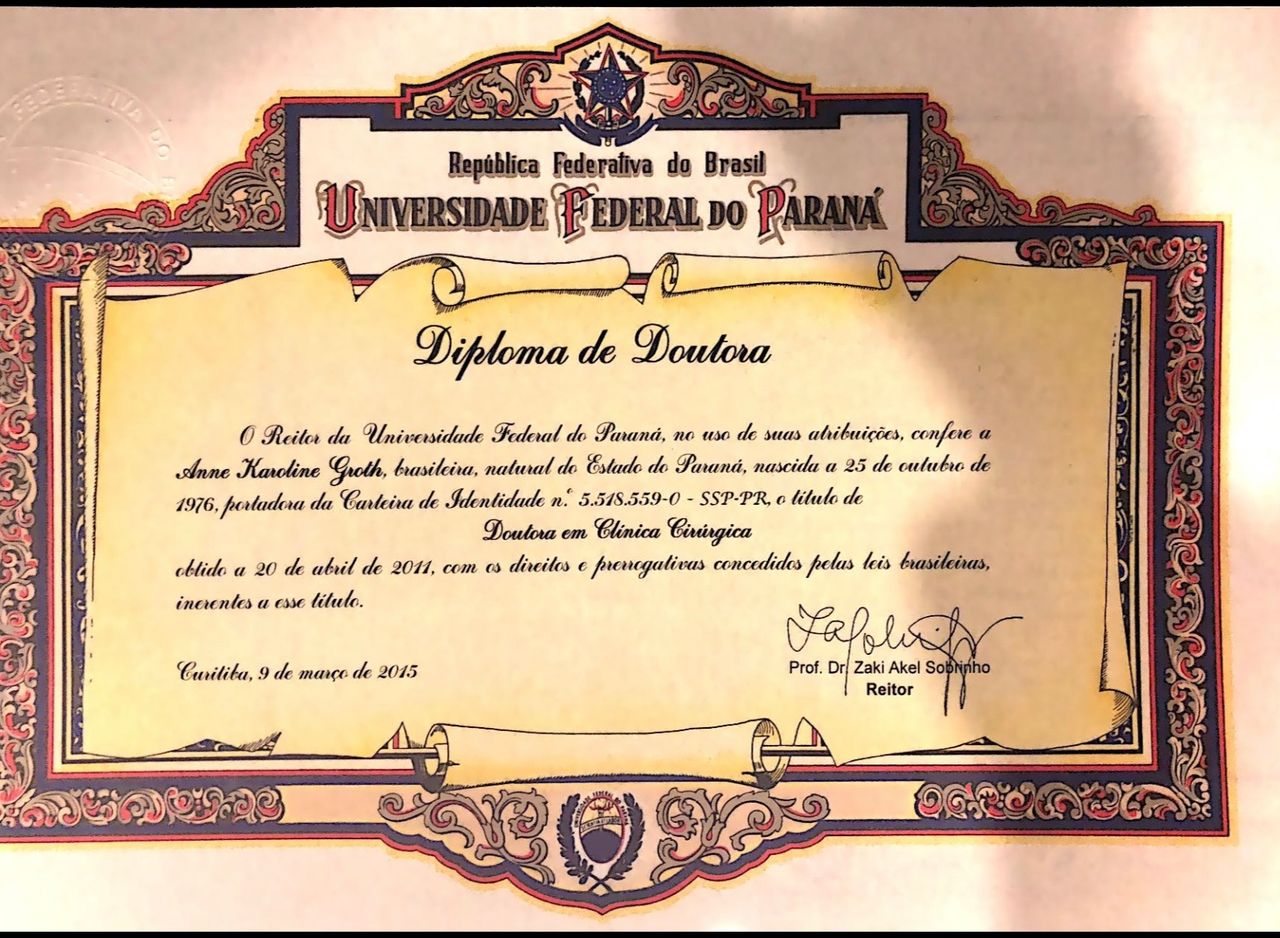 FEDERATIVA DO
República Federativa do Brasil
UNIVERSIDADE FEDERAL DO PARANÁ
Diploma de Doutora
O Reitor da Universidade Federal do Paraná, no uso de suas atribuições, confere a
Anne Karoline Groth, brasileira, natural do Estado do Paraná, nascida a 25 de outubro de
1976, portadora da Carteira de Identidade n.º 5.518.559-0 - SSP-PR, o título de
Doutora em Clínica Cirúrgica
obtido a 20 de abril de 2011, com os direitos e prerrogativas concedidos pelas leis brasileiras,
inerentes a esse título.
Curitiba, 9 de março de 2015
Prof. Dr. Zaki Akel Sobrinho
Reitor